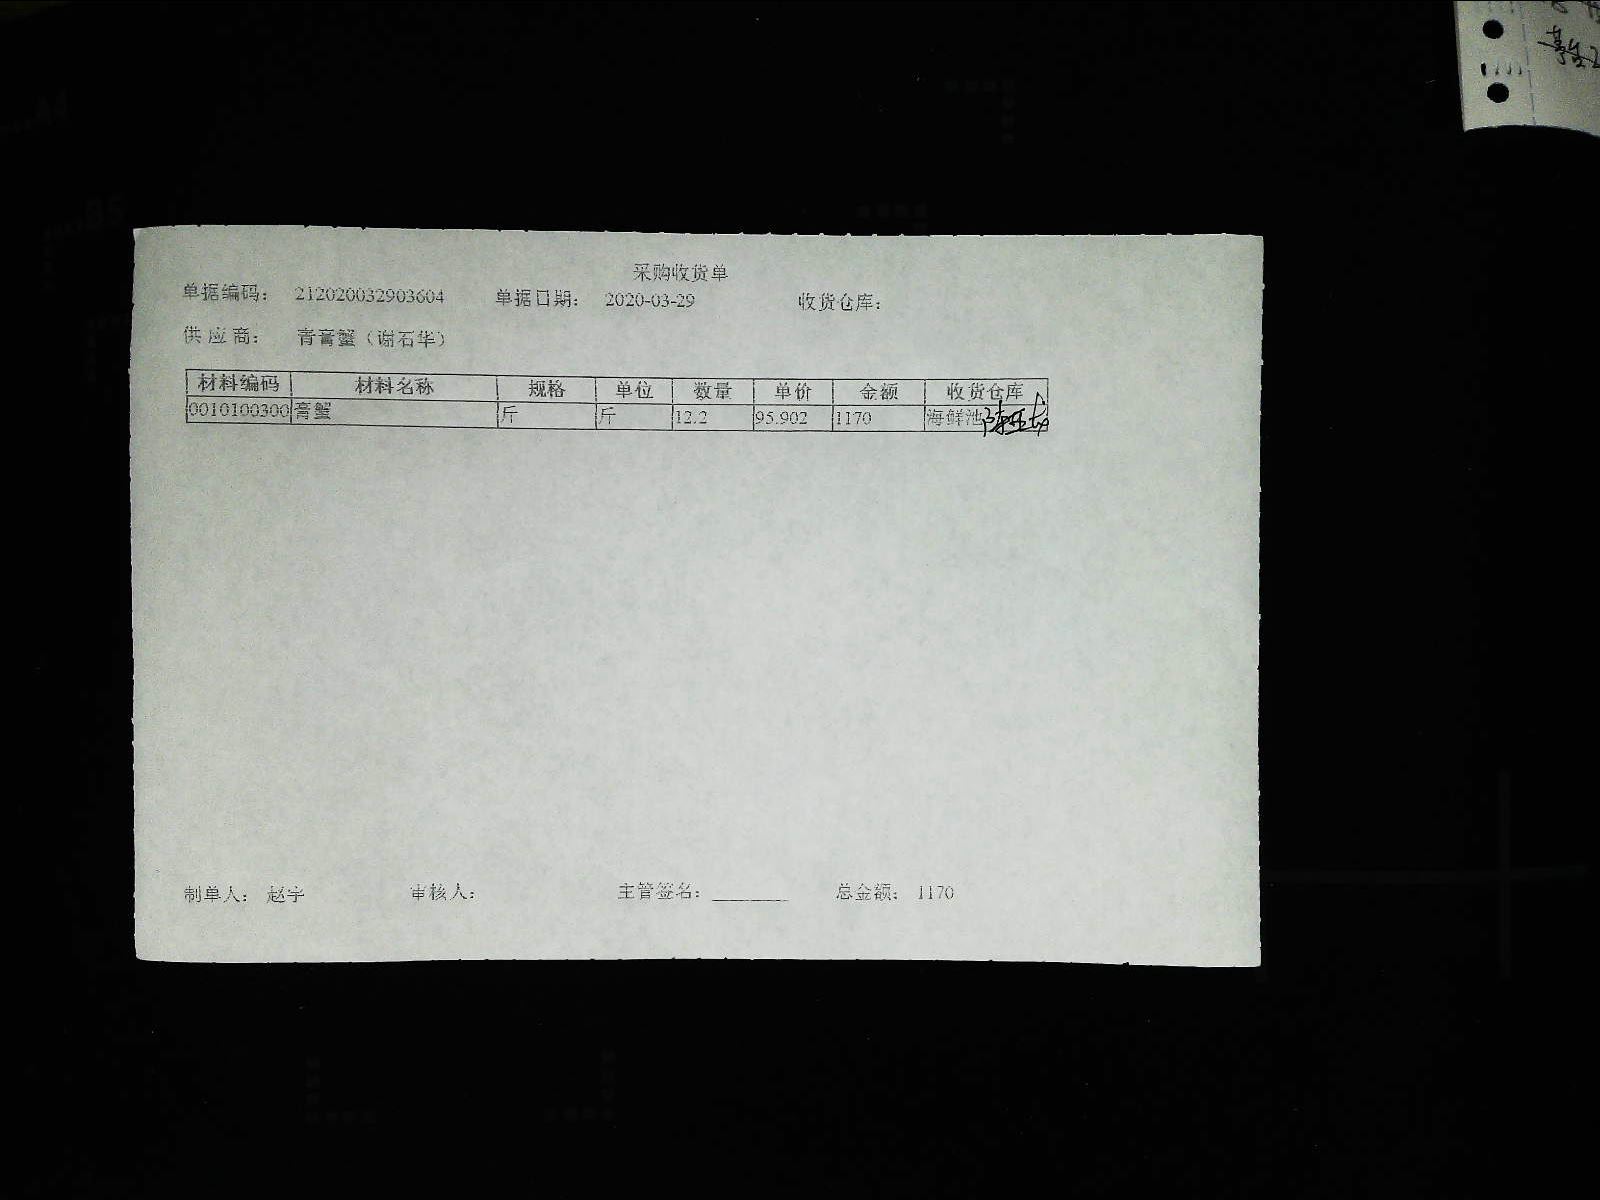 采购收货单
单据编码: 212020032903604 单据日期: 2020-03-29 收货仓库:
供应商: 青膏蟹（谢石华）
材料编码 材料名称 规格 单位 数量 单价 金额 收货仓库
0010100300 膏蟹 斤 斤 12.2 95.902 1170 海鲜池
制单人: 赵宇 审核人: 主管签名: ________ 总金额: 1170